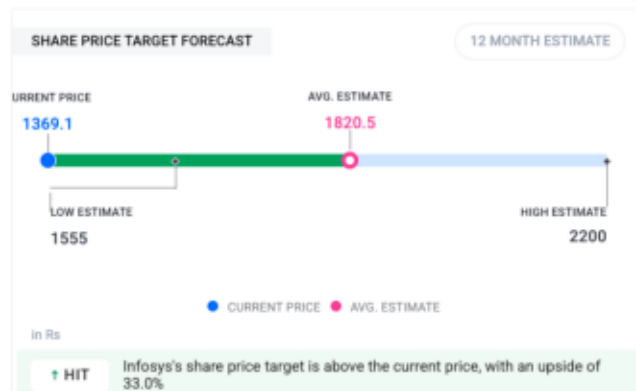 SHARE PRICE TARGET FORECAST
12 MONTH ESTIMATE
URRENT PRICE
AVG. ESTIMATE
1369.1
1820.5
LOW ESTIMATE
HIGH ESTIMATE
1555
2200
CURRENT PRICE
AVG. ESTIMATE
in Rs
↑ HIT
Infosys's share price target is above the current price, with an upside of
33.0%